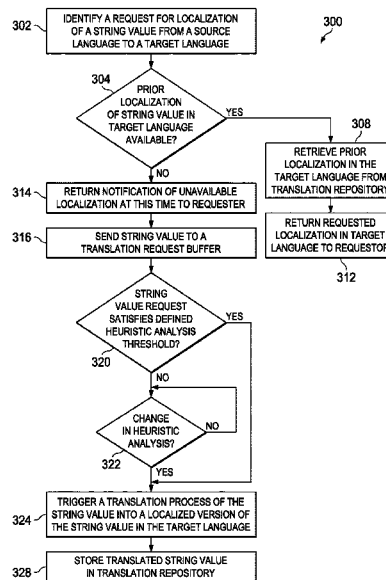 300
302
IDENTIFY A REQUEST FOR LOCALIZATION
OF A STRING VALUE FROM A SOURCE
LANGUAGE TO A TARGET LANGUAGE
304
PRIOR
LOCALIZATION
OF STRING VALUE IN
TARGET LANGUAGE
AVAILABLE?
YES
NO
308
RETRIEVE PRIOR
LOCALIZATION IN THE
TARGET LANGUAGE FROM
TRANSLATION REPOSITORY
RETURN REQUESTED
LOCALIZATION IN TARGET
LANGUAGE TO REQUESTOR
312
314
RETURN NOTIFICATION OF UNAVAILABLE
LOCALIZATION AT THIS TIME TO REQUESTER
316
SEND STRING VALUE TO A
TRANSLATION REQUEST BUFFER
STRING
VALUE REQUEST
SATISFIES DEFINED
HEURISTIC ANALYSIS
THRESHOLD?
YES
320
NO
CHANGE
IN HEURISTIC
ANALYSIS?
NO
322
YES
324
TRIGGER A TRANSLATION PROCESS OF THE
STRING VALUE INTO A LOCALIZED VERSION OF
THE STRING VALUE IN THE TARGET LANGUAGE
328
STORE TRANSLATED STRING VALUE
IN TRANSLATION REPOSITORY